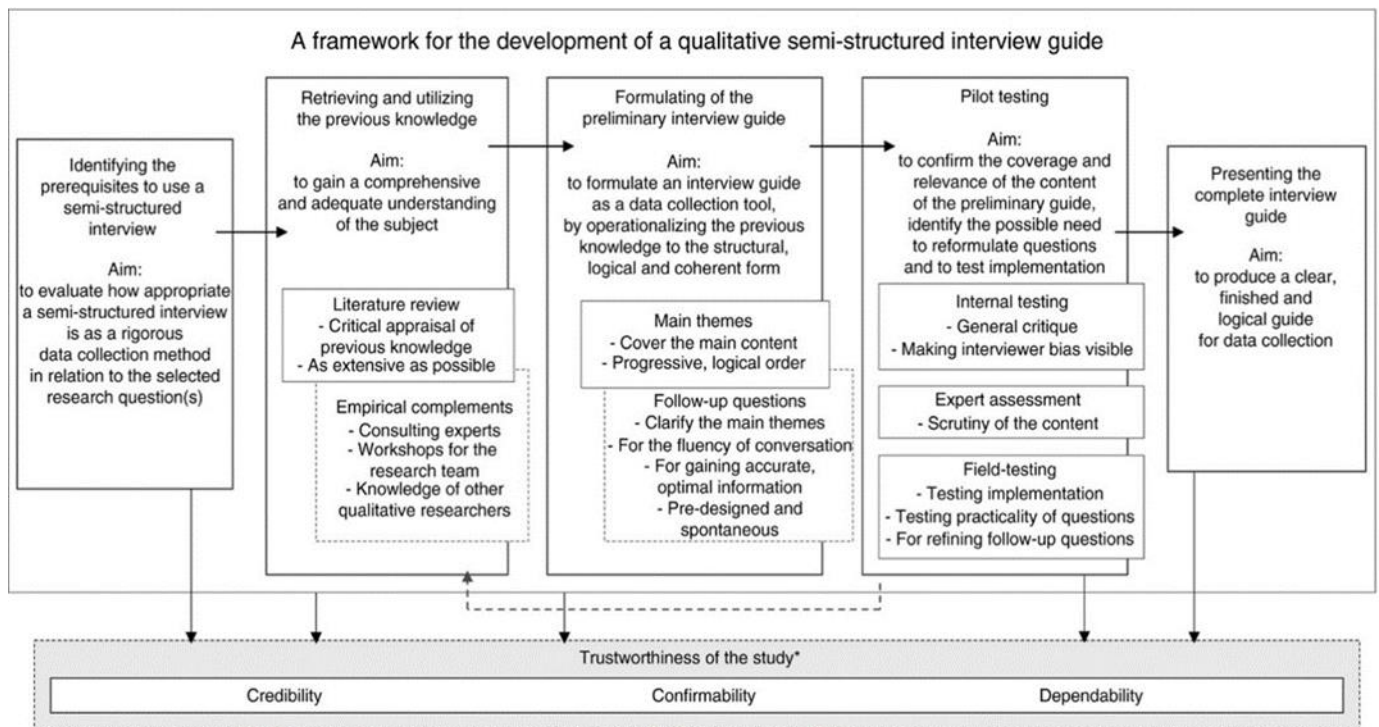 A framework for the development of a qualitative semi-structured interview guide
Identifying the
prerequisites to use a
semi-structured
interview
Aim:
to evaluate how appropriate
a semi-structured interview
is as a rigorous
data collection method
in relation to the selected
research question(s)
Retrieving and utilizing
the previous knowledge
Aim:
to gain a comprehensive
and adequate understanding
of the subject
Literature review
- Critical appraisal of
previous knowledge
- As extensive as possible
Empirical complements
- Consulting experts
- Workshops for the
research team
- Knowledge of other
qualitative researchers
Formulating of the
preliminary interview guide
Aim:
to formulate an interview guide
as a data collection tool,
by operationalizing the previous
knowledge to the structural,
logical and coherent form
Main themes
- Cover the main content
- Progressive, logical order
Follow-up questions
- Clarify the main themes
- For the fluency of conversation
- For gaining accurate,
optimal information
- Pre-designed and
spontaneous
Pilot testing
Aim:
to confirm the coverage and
relevance of the content
of the preliminary guide,
identify the possible need
to reformulate questions
and to test implementation
Internal testing
- General critique
- Making interviewer bias visible
Expert assessment
- Scrutiny of the content
Field-testing
- Testing implementation
- Testing practicality of questions
- For refining follow-up questions
Presenting the
complete interview
guide
Aim:
to produce a clear,
finished and
logical guide
for data collection
Trustworthiness of the study*
Credibility
Confirmability
Dependability